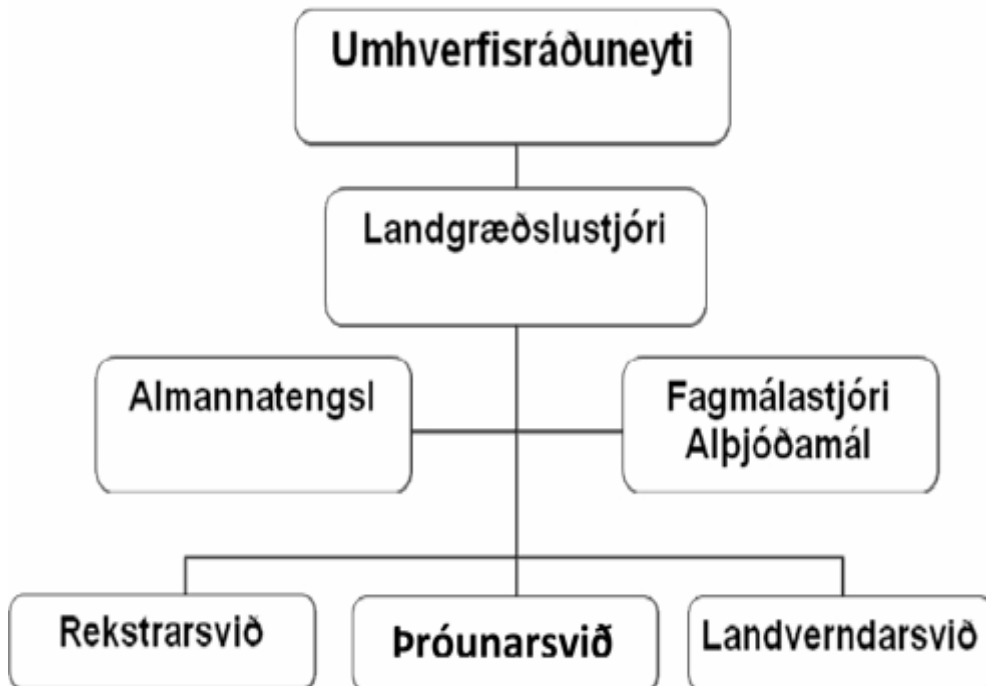 Umhverfisráðuneyti
Landgræðslustjóri
Almannatengsl
Fagmálastjóri
Alþjóðamál
Rekstrarsvið
Þróunarsvið
Landverndarsvið